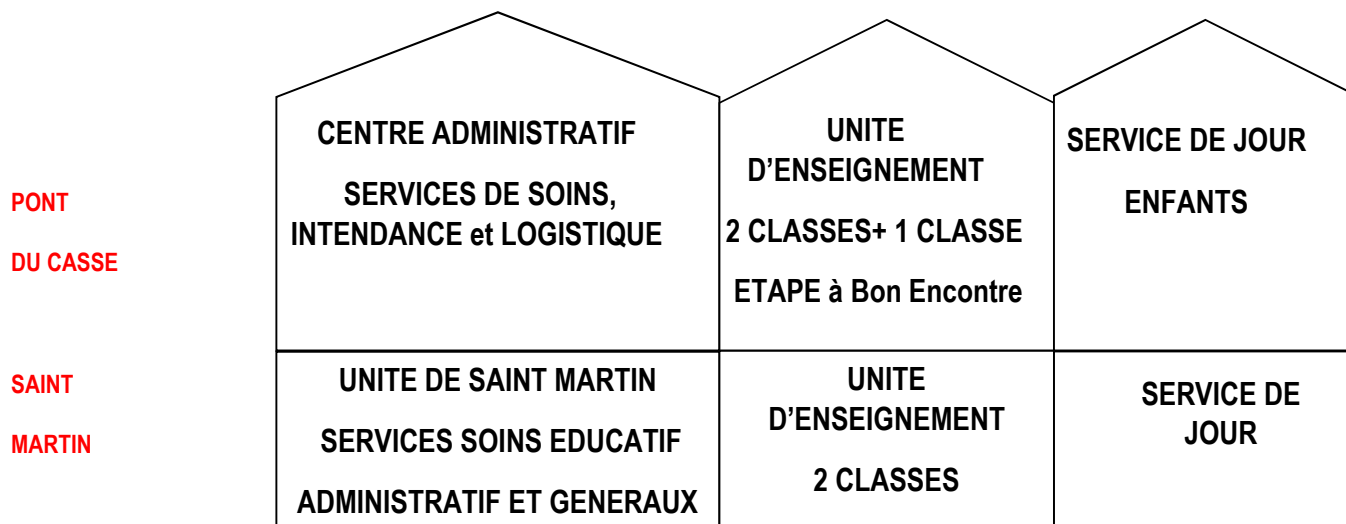 PONT
DU CASSE
CENTRE ADMINISTRATIF
SERVICES DE SOINS,
INTENDANCE et LOGISTIQUE
UNITE
D’ENSEIGNEMENT
2 CLASSES+ 1 CLASSE
ETAPE à Bon Encontre
SERVICE DE JOUR
ENFANTS
SAINT
MARTIN
UNITE DE SAINT MARTIN
SERVICES SOINS EDUCATIF
ADMINISTRATIF ET GENERAUX
UNITE
D’ENSEIGNEMENT
2 CLASSES
SERVICE DE
JOUR